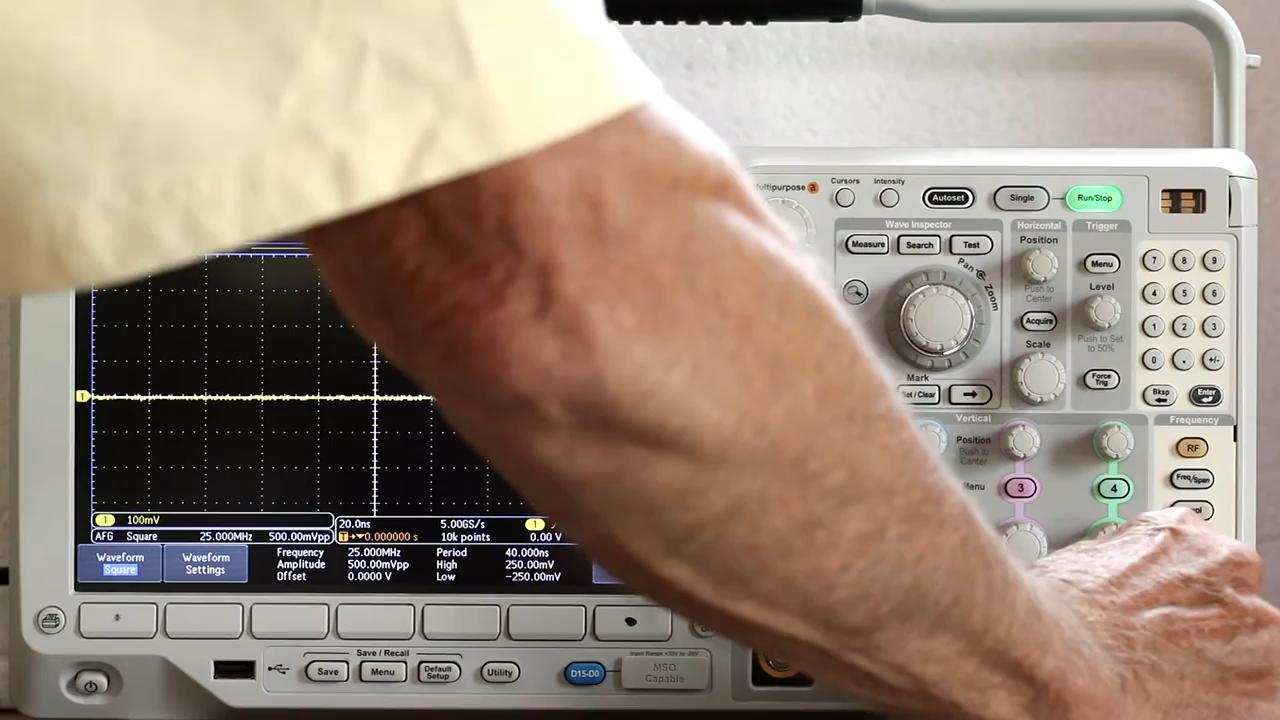 Multipurpose a
Cursors
Intensity
Autoset
Single
Run/Stop
Wave Inspector
Measure
Search
Test
Pan
Zoom
Mark
Set / Clear
Horizontal
Position
Push to
Center
Acquire
Scale
Trigger
Menu
Level
Push to Set
to 50%
Force
Trig
7 8 9
4 5 6
1 2 3
0 . +/-
Bksp
Enter
Vertical
Position
Push to
Center
Menu
3
4
Frequency
RF
Freq/Span
1
1 100mV
AFG Square 25.000MHz 500.00mVpp
20.0ns 5.00GS/s 1
T 0.000000 s 10k points 0.00 V
Waveform
Square
Waveform
Settings
Frequency 25.000MHz Period 40.000ns
Amplitude 500.00mVpp High 250.00mV
Offset 0.0000 V Low -250.00mV
Save / Recall
Save
Menu
Default
Setup
Utility
D15-D0
MSO
Capable